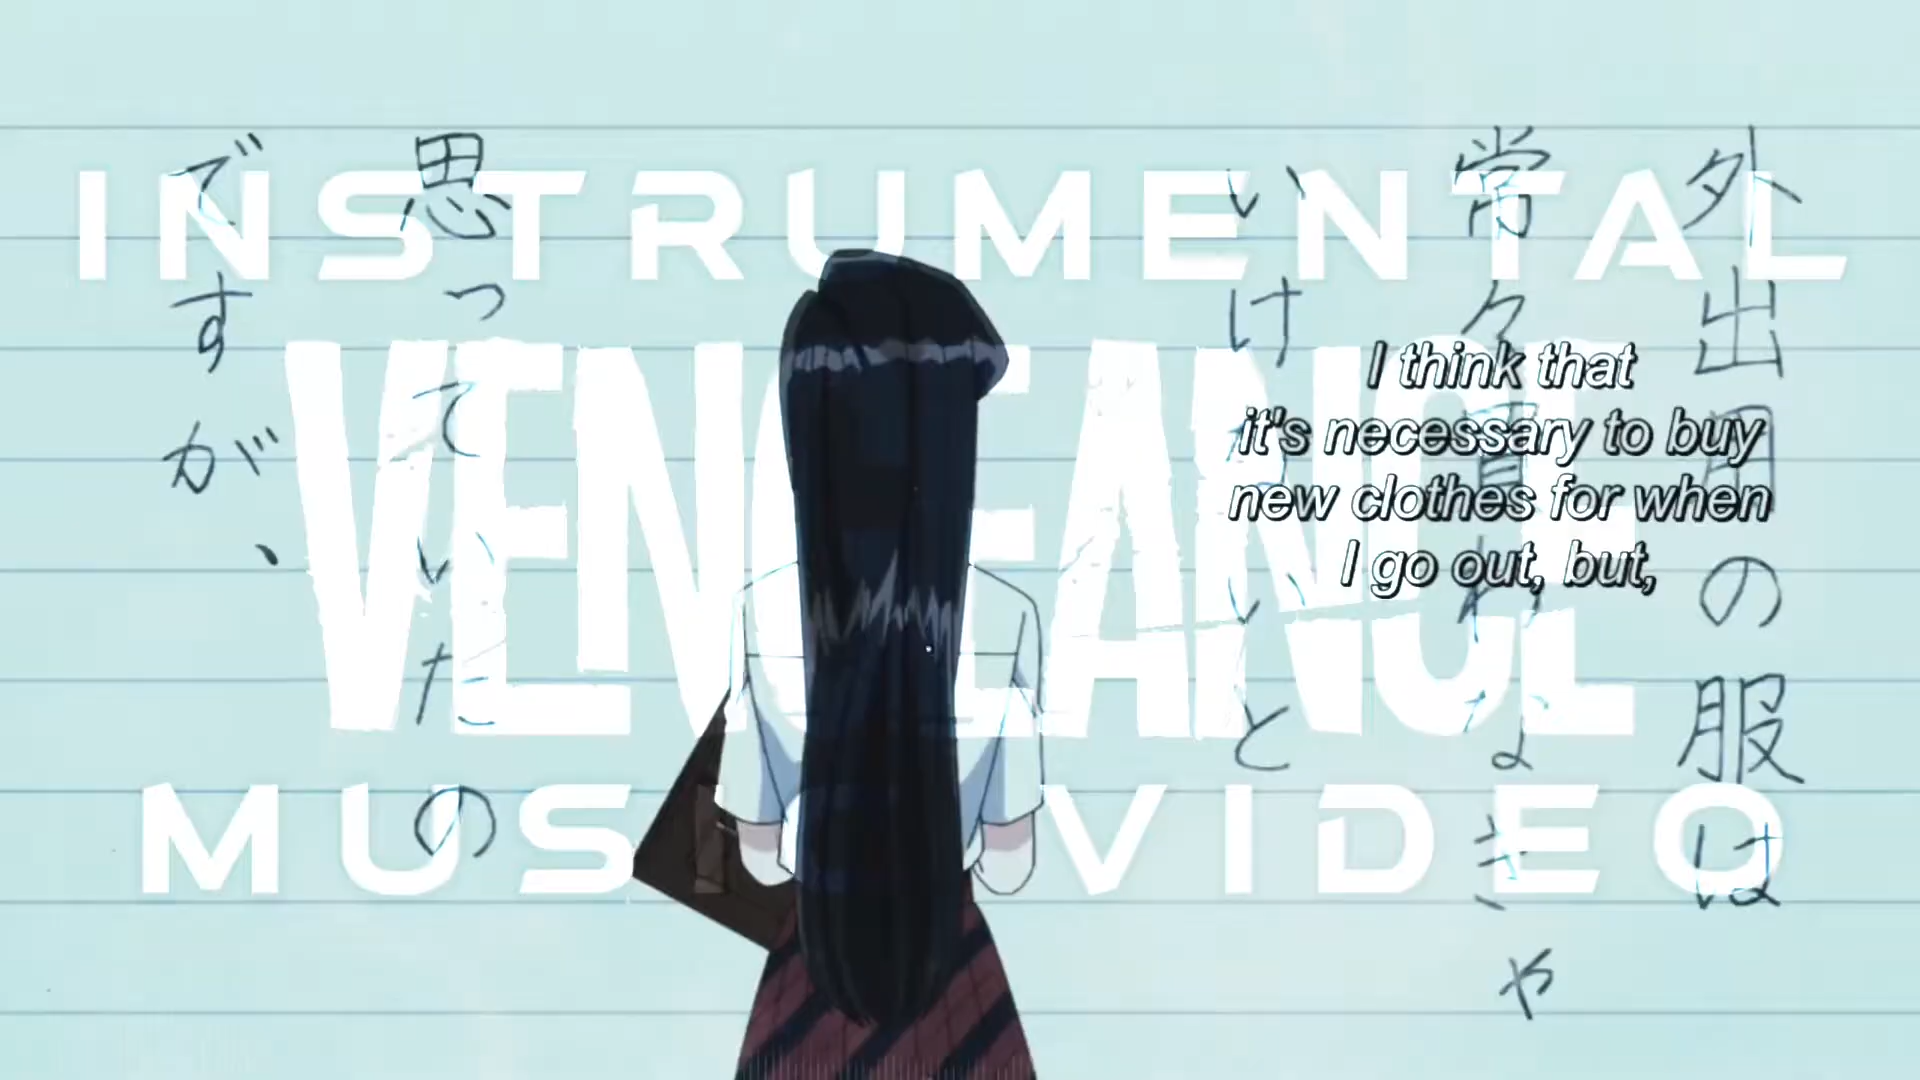 INSTRUMENTAL
VENGEANCE
MUSIC VIDEO
I think that
it's necessary to buy
new clothes for when
I go out, but,
外出用の服は
常々買わなきゃ
いけないと
思っていたの
ですが、